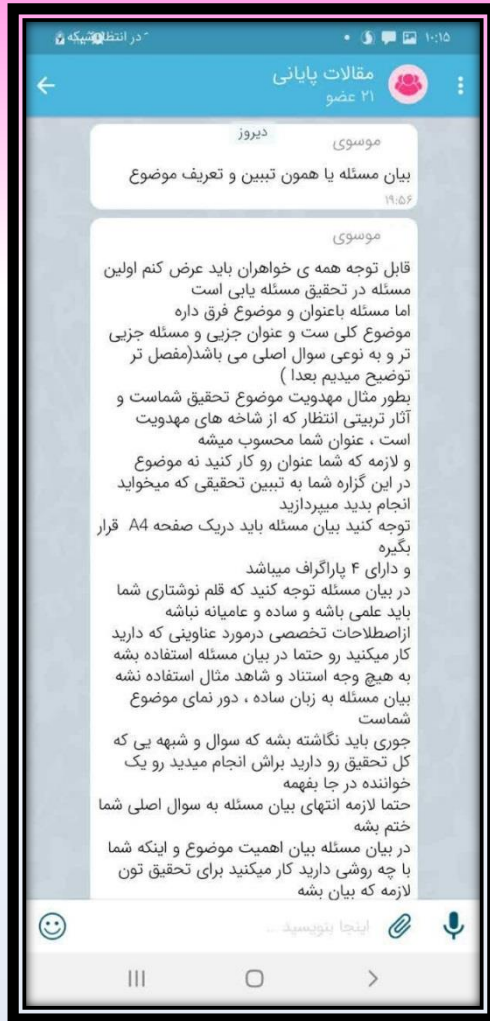 در انتظار شبکه
۱۰:۱۵
مقالات پایانی
۲۱ عضو
دیروز
موسوی
بیان مسئله یا همون تبیین و تعریف موضوع
۱۹:۵۶
موسوی
قابل توجه همه ی خواهران باید عرض کنم اولین
مسئله در تحقیق مسئله یابی است
اما مسئله باعنوان و موضوع فرق داره
موضوع کلی ست و عنوان جزیی و مسئله جزیی
تر و به نوعی سوال اصلی می باشد(مفصل تر
توضیح میدیم بعدا )
بطور مثال مهدویت موضوع تحقیق شماست و
آثار تربیتی انتظار که از شاخه های مهدویت
است ، عنوان شما محسوب میشه
و لازمه که شما عنوان رو کار کنید نه موضوع
در این گزاره شما به تبیین تحقیقی که میخواید
انجام بدید میپردازید
توجه کنید بیان مسئله باید دریک صفحه A4 قرار
بگیره
و دارای ۴ پاراگراف میباشد
در بیان مسئله توجه کنید که قلم نوشتاری شما
باید علمی باشه و ساده و عامیانه نباشه
ازاصطلاحات تخصصی درمورد عناوینی که دارید
کار میکنید رو حتما در بیان مسئله استفاده بشه
به هیچ وجه استناد و شاهد مثال استفاده نشه
بیان مسئله به زبان ساده ، دور نمای موضوع
شماست
جوری باید نگاشته بشه که سوال و شبهه یی که
کل تحقیق رو دارید براش انجام میدید رو یک
خواننده در جا بفهمه
حتما لازمه انتهای بیان مسئله به سوال اصلی شما
ختم بشه
در بیان مسئله بیان اهمیت موضوع و اینکه شما
با چه روشی دارید کار میکنید برای تحقیق تون
لازمه که بیان بشه
اینجا بنویسید ...